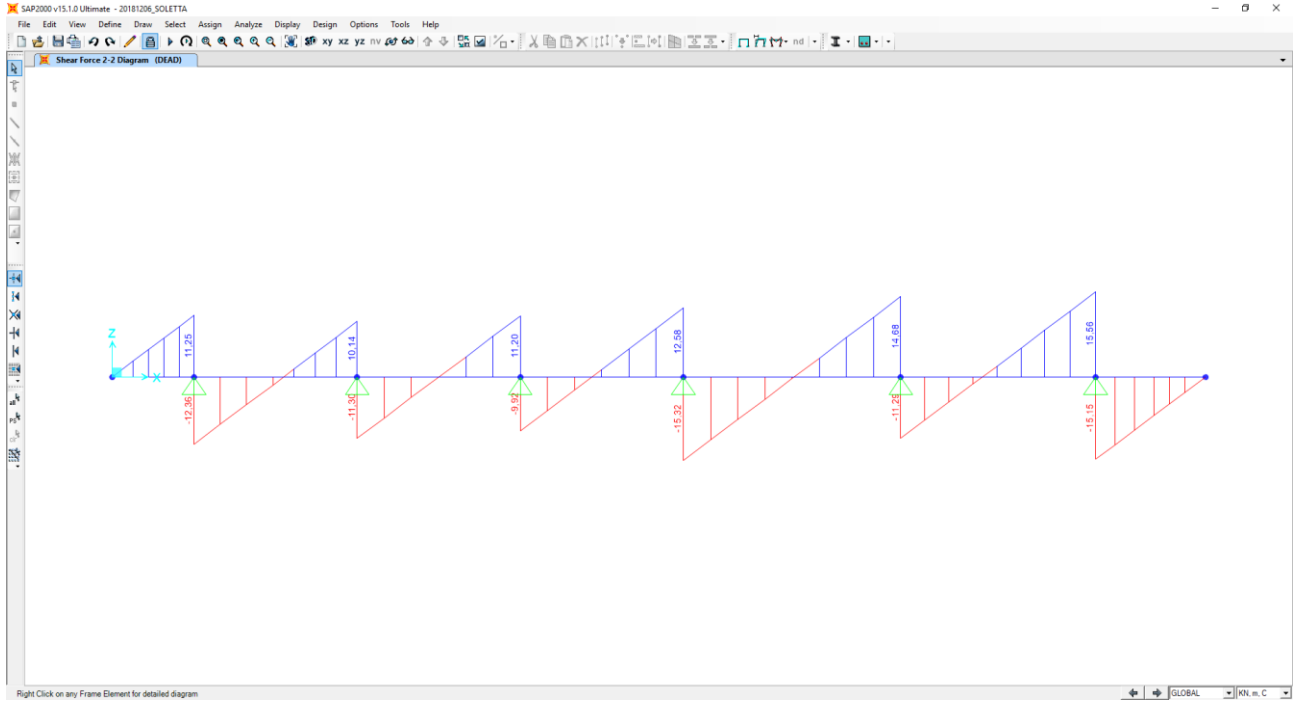 SAP2000 v15.1.0 Ultimate - 20181206_SOLETTA
File Edit View Define Draw Select Assign Analyze Display Design Options Tools Help
xy xz yz nv nd
Shear Force 2-2 Diagram (DEAD)
Z
X
11,25
10,14
11,20
12,58
14,68
15,56
-12,36
-11,30
-9,92
-15,32
-11,25
-15,15
Right Click on any Frame Element for detailed diagram
GLOBAL
KN, m, C